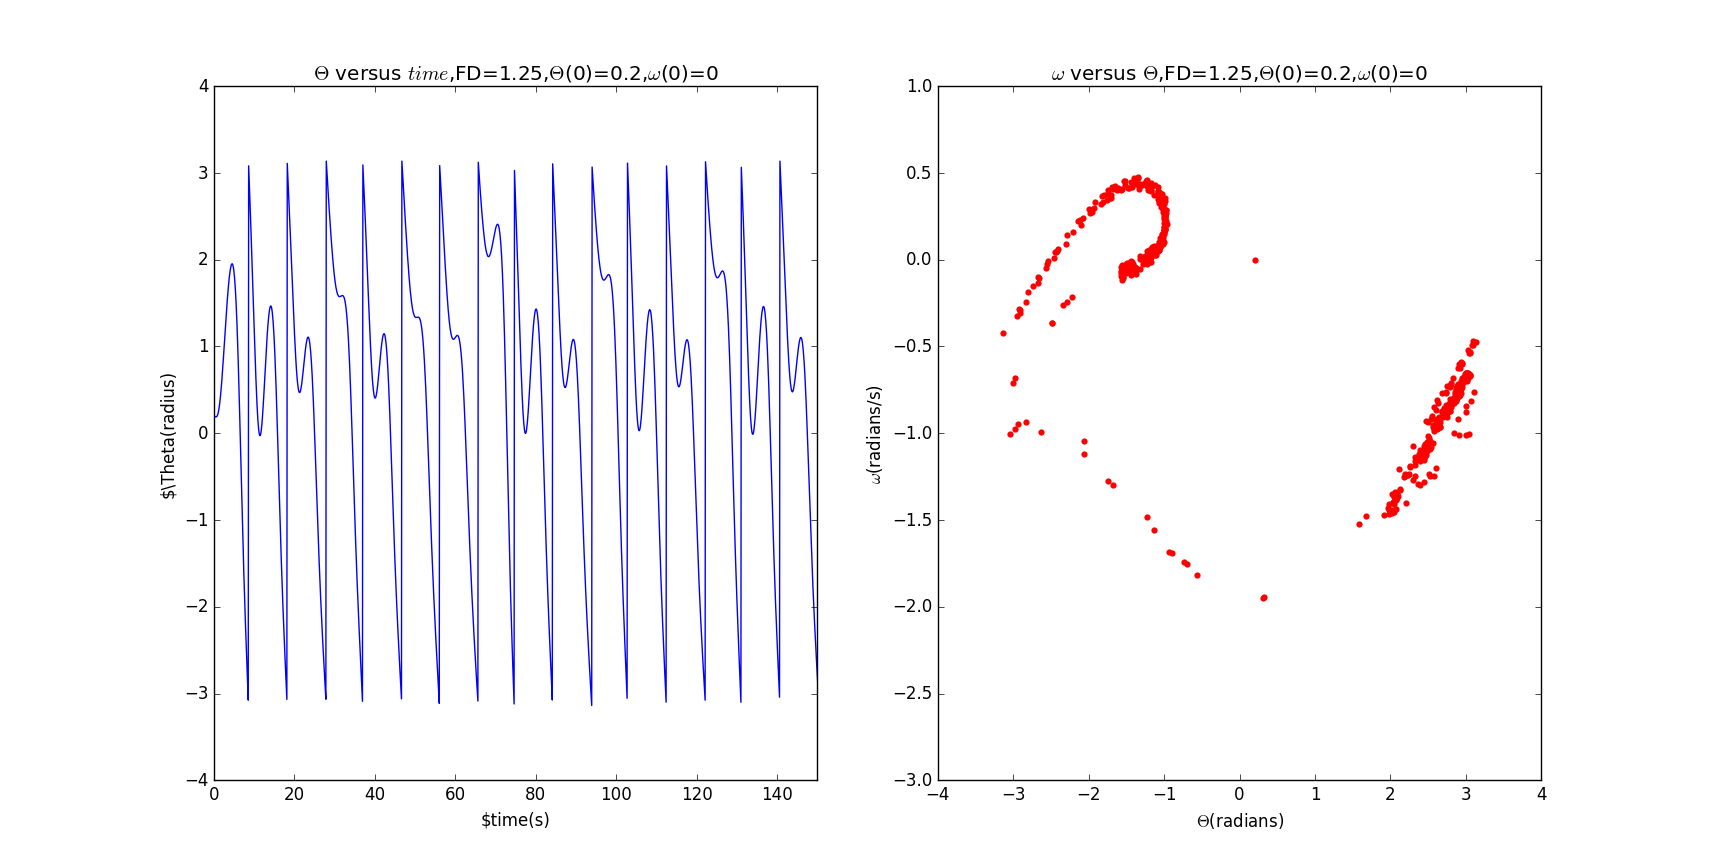 Θ versus time,FD=1.25,Θ(0)=0.2,ω(0)=0
4
3
2
1
0
−1
−2
−3
−4
$\Theta(radius)
0 20 40 60 80 100 120 140
$time(s)
ω versus Θ,FD=1.25,Θ(0)=0.2,ω(0)=0
1.0
0.5
0.0
−0.5
−1.0
−1.5
−2.0
−2.5
−3.0
ω(radians/s)
−4 −3 −2 −1 0 1 2 3 4
Θ(radians)